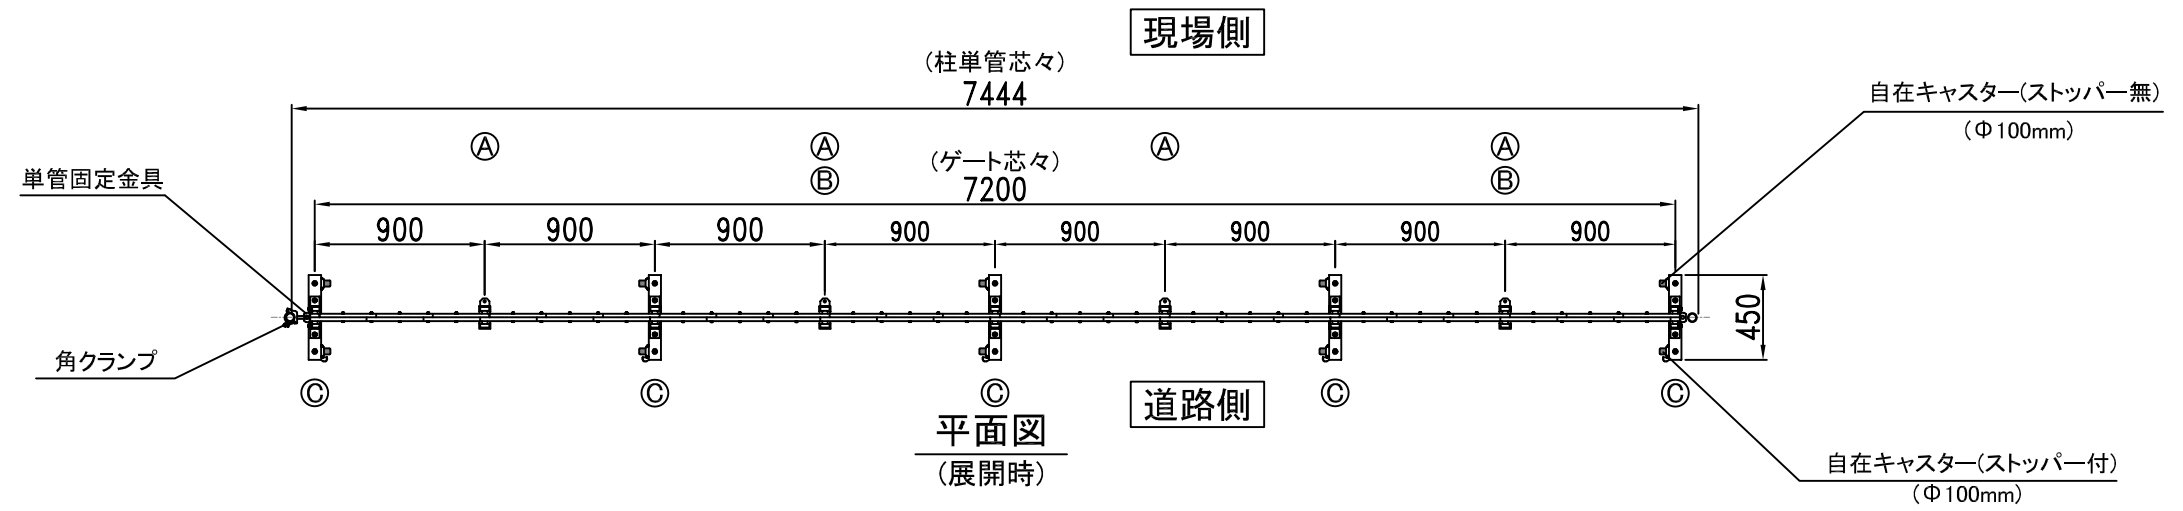 現場側
(柱単管芯々)
7444
自在キャスター(ストッパー無)
(Φ100mm)
Ⓐ Ⓐ Ⓐ Ⓐ
(ゲート芯々)
単管固定金具
Ⓑ Ⓑ
7200
900 900 900 900 900 900 900 900
450
角クランプ
Ⓒ Ⓒ Ⓒ Ⓒ Ⓒ
道路側
平面図
(展開時)
自在キャスター(ストッパー付)
(Φ100mm)